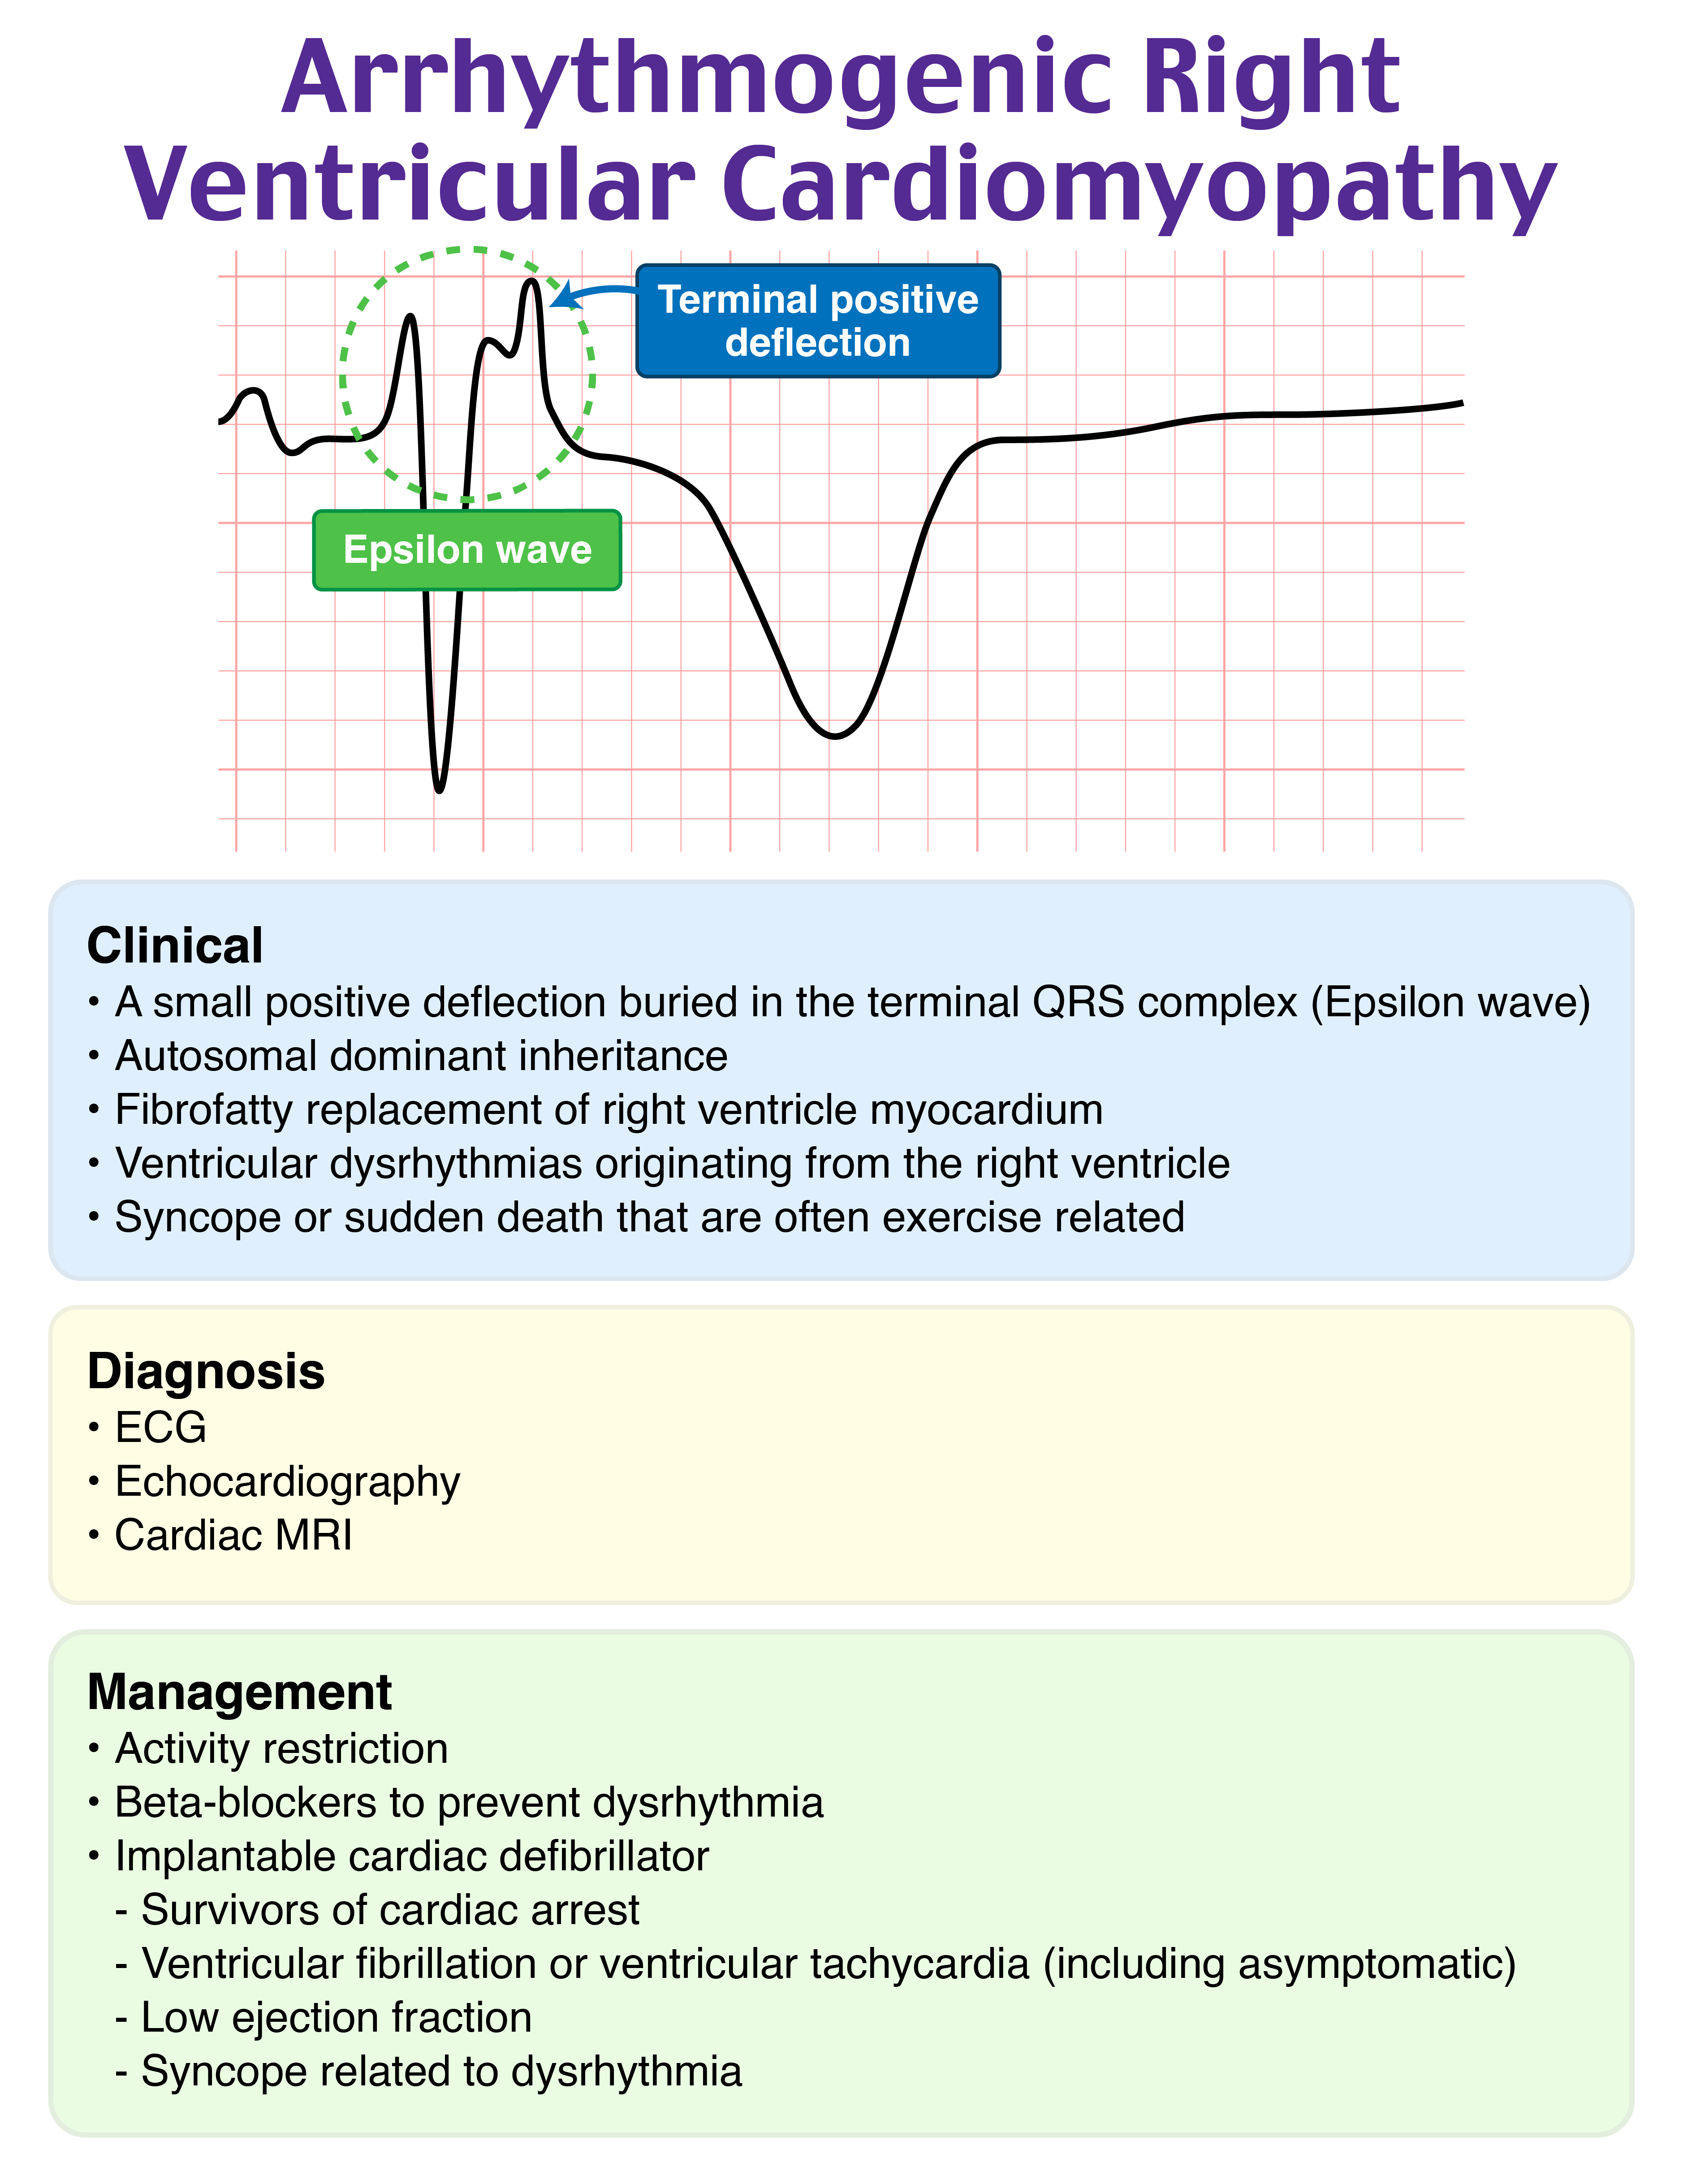 Arrhythmogenic Right
Ventricular Cardiomyopathy
Terminal positive
deflection
Epsilon wave
Clinical
• A small positive deflection buried in the terminal QRS complex (Epsilon wave)
• Autosomal dominant inheritance
• Fibrofatty replacement of right ventricle myocardium
• Ventricular dysrhythmias originating from the right ventricle
• Syncope or sudden death that are often exercise related
Diagnosis
• ECG
• Echocardiography
• Cardiac MRI
Management
• Activity restriction
• Beta-blockers to prevent dysrhythmia
• Implantable cardiac defibrillator
- Survivors of cardiac arrest
- Ventricular fibrillation or ventricular tachycardia (including asymptomatic)
- Low ejection fraction
- Syncope related to dysrhythmia